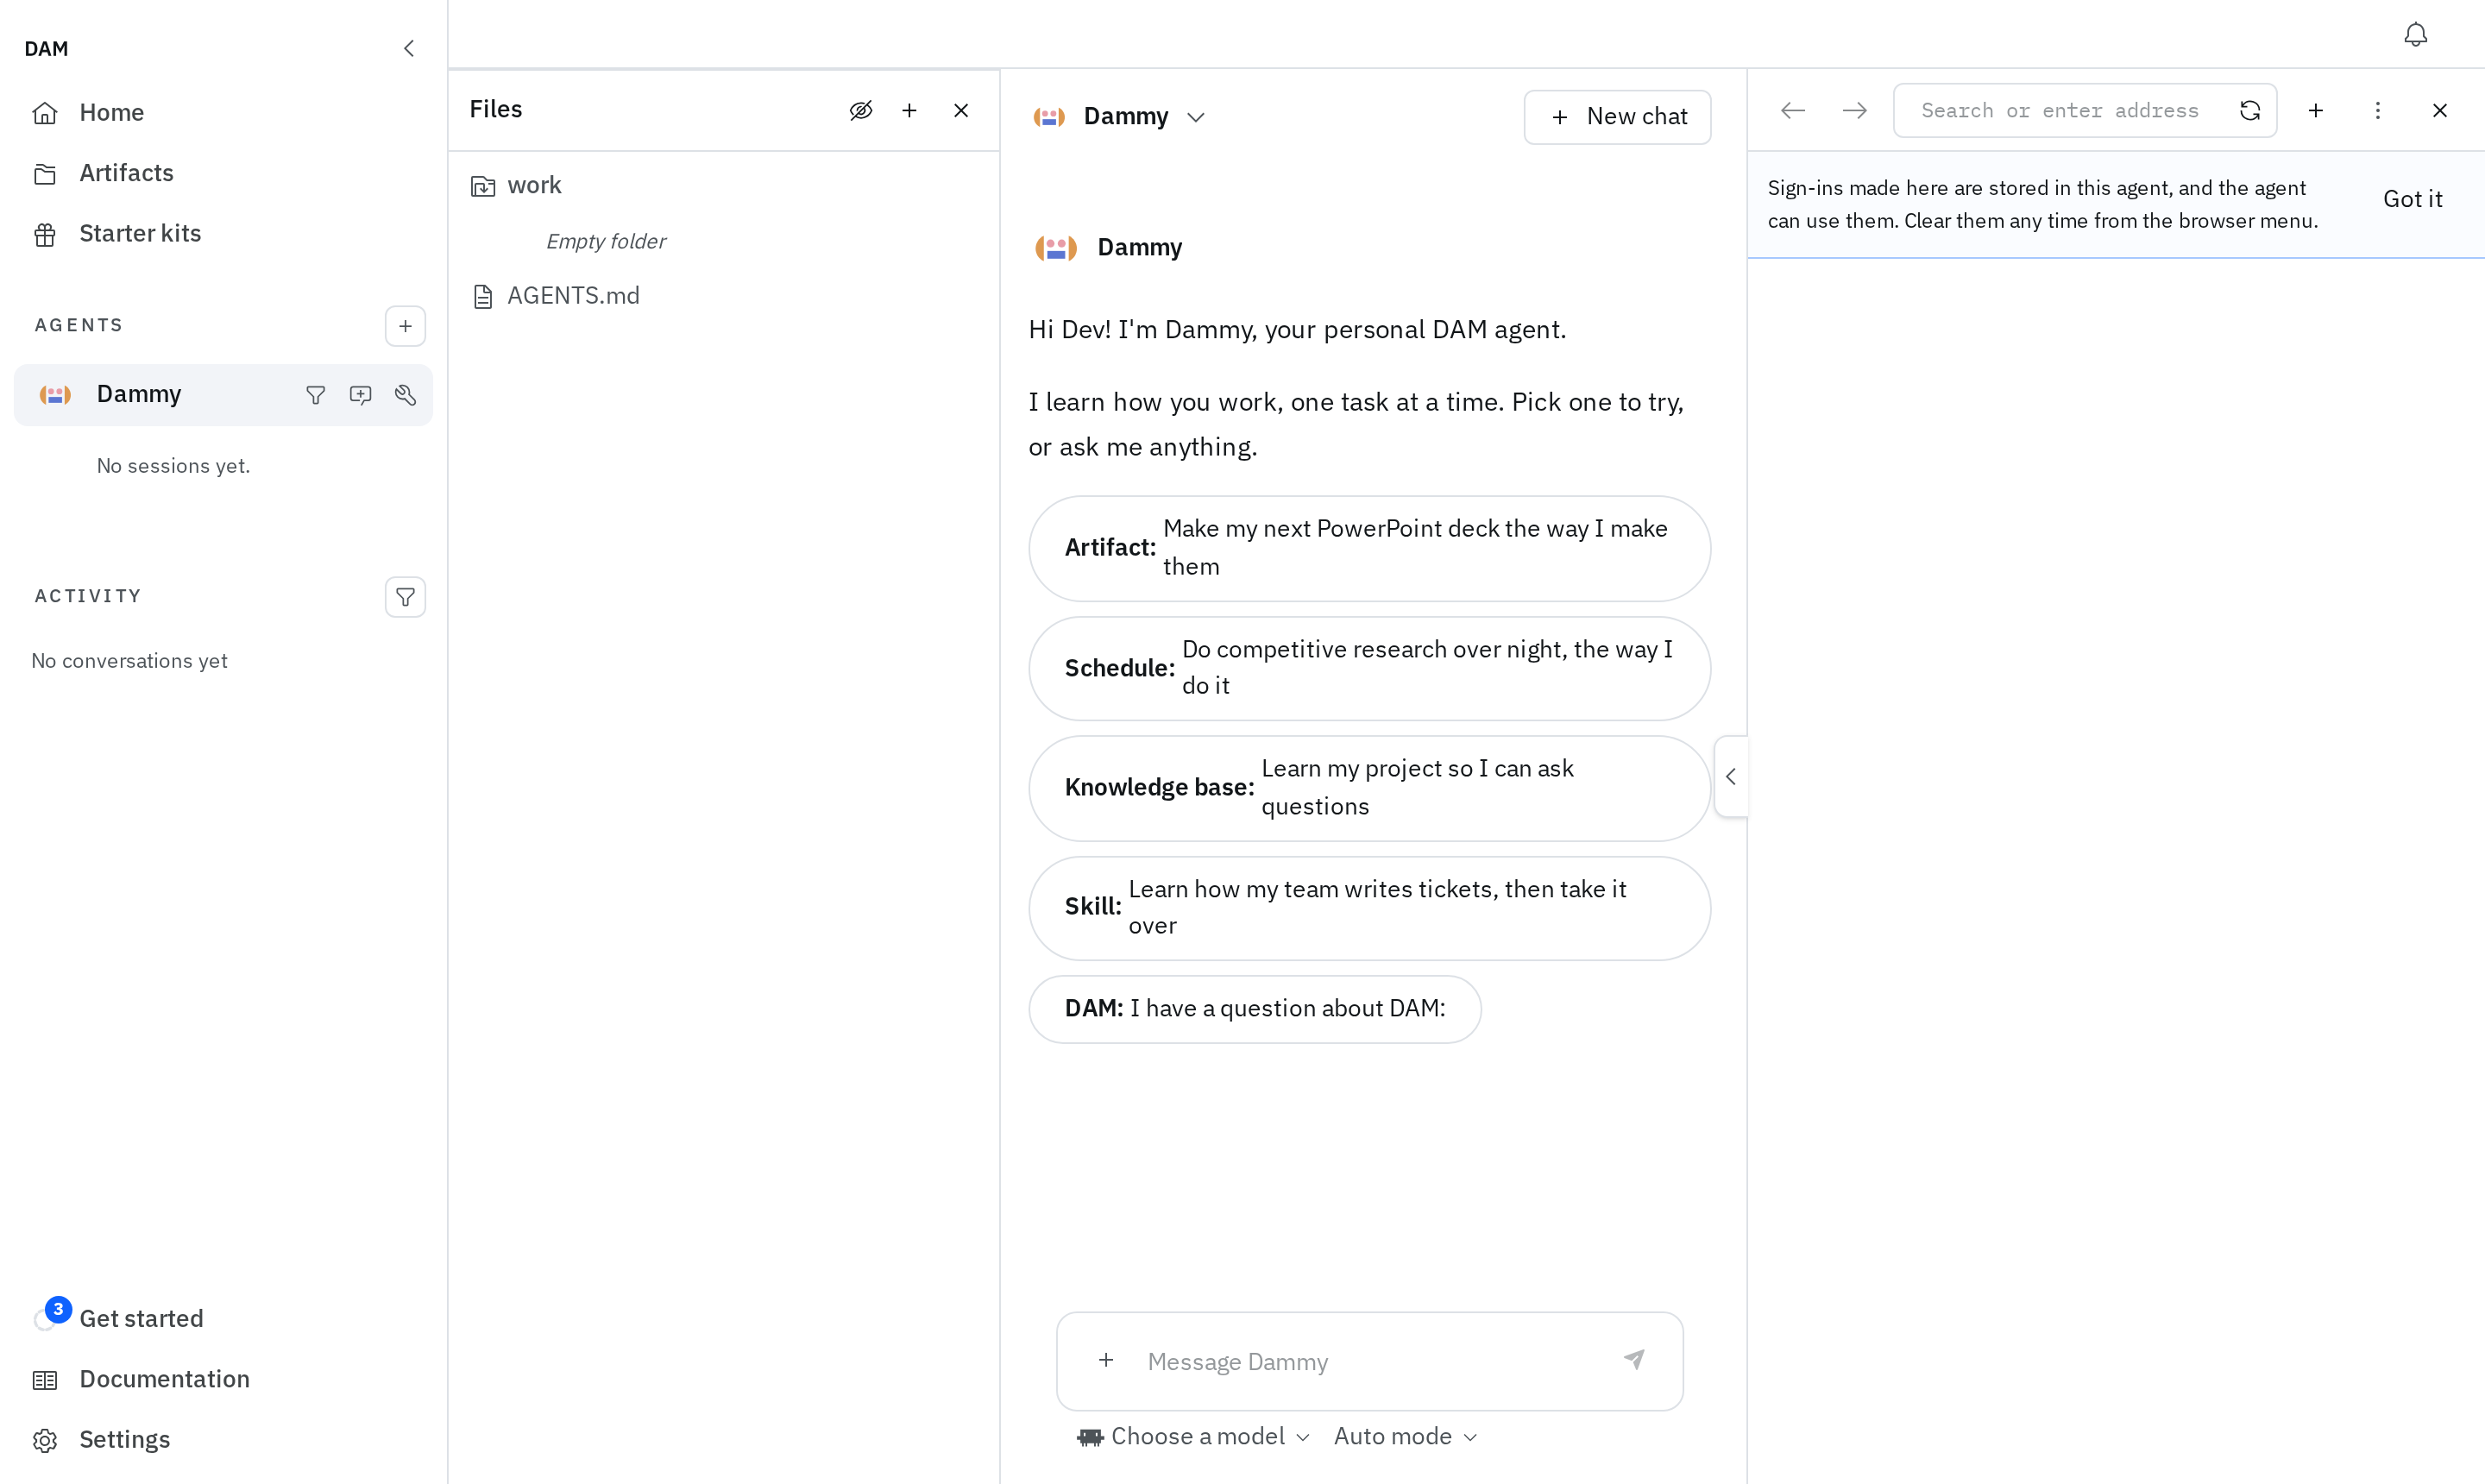 DAM
Home
Artifacts
Starter kits
AGENTS
Dammy
No sessions yet.
ACTIVITY
No conversations yet
3
Get started
Documentation
Settings
Files
work
Empty folder
AGENTS.md
Dammy
New chat
Dammy
Hi Dev! I'm Dammy, your personal DAM agent.
I learn how you work, one task at a time. Pick one to try,
or ask me anything.
Artifact: Make my next PowerPoint deck the way I make
them
Schedule: Do competitive research over night, the way I
do it
Knowledge base: Learn my project so I can ask
questions
Skill: Learn how my team writes tickets, then take it
over
DAM: I have a question about DAM:
Message Dammy
Choose a model
Auto mode
Search or enter address
Sign-ins made here are stored in this agent, and the agent
can use them. Clear them any time from the browser menu.
Got it